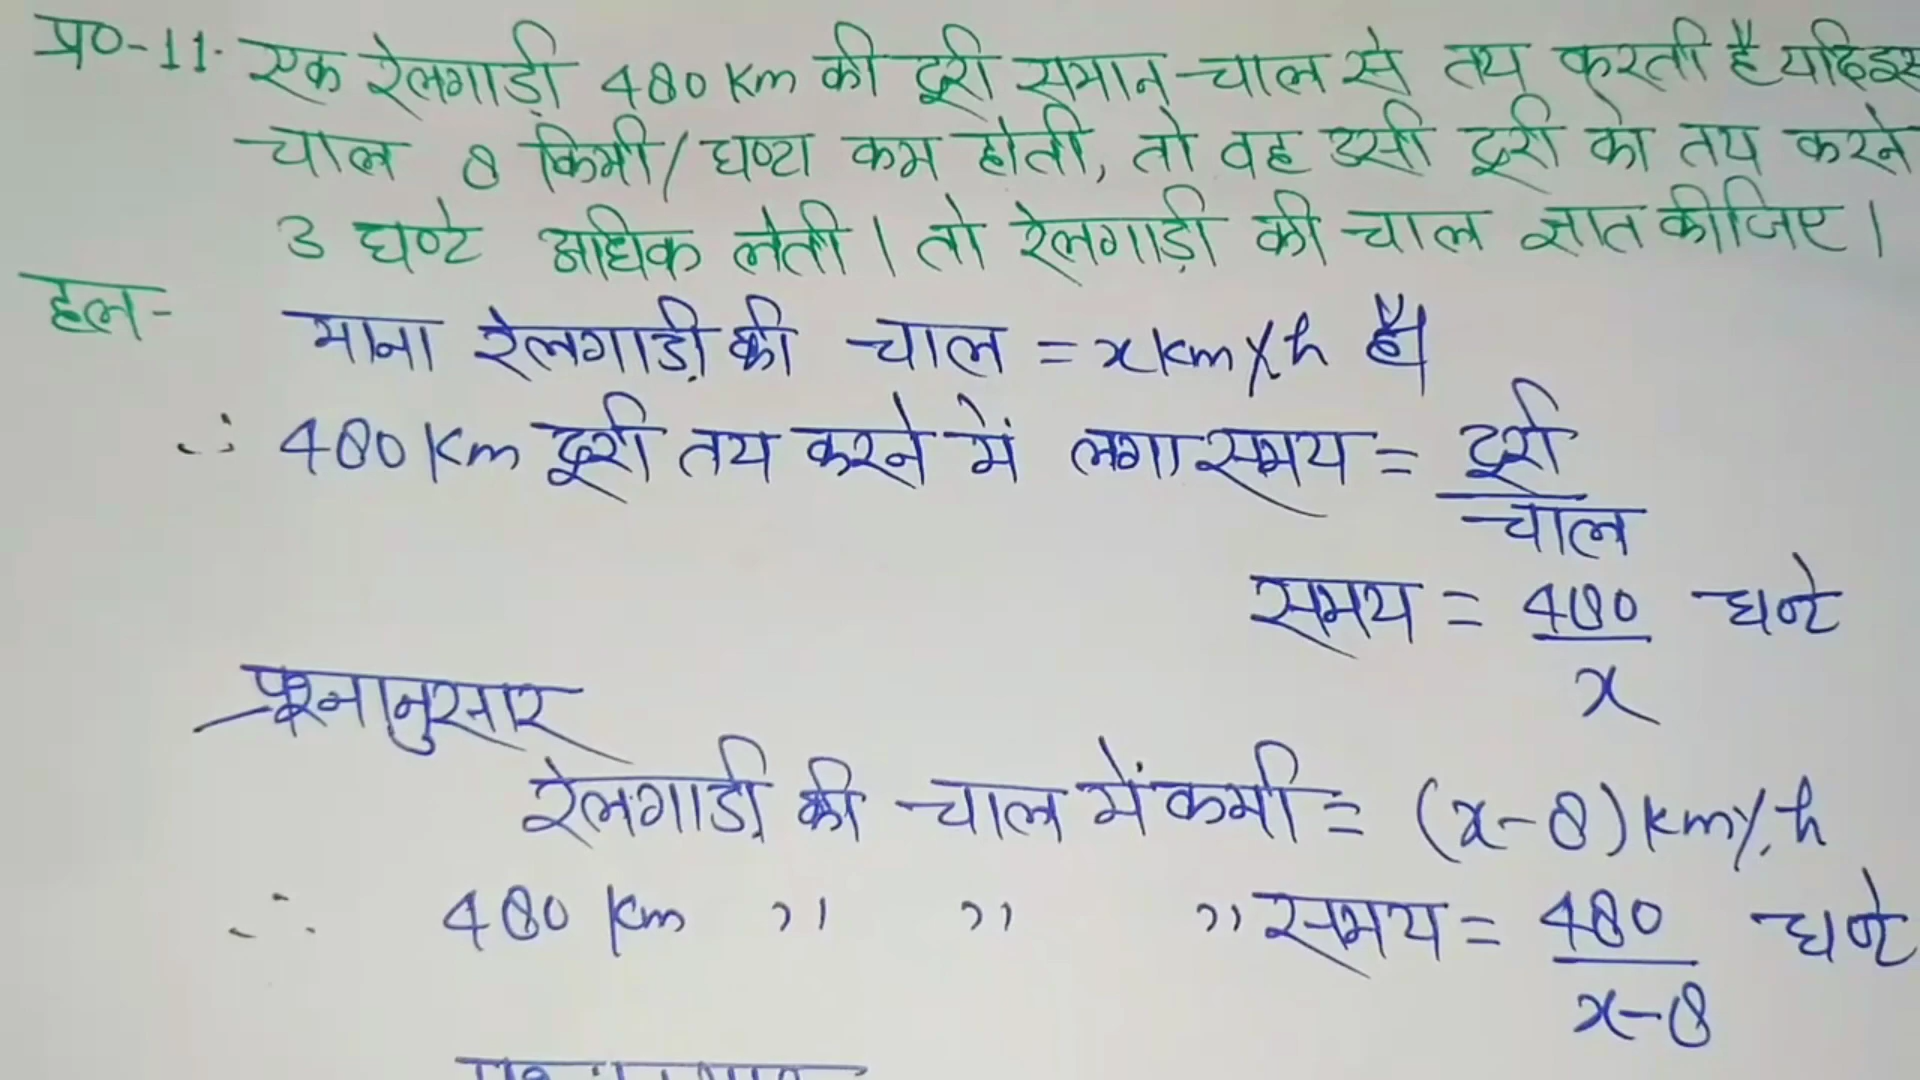 प्र०-11. एक रेलगाड़ी 480 Km की दूरी समान चाल से तय करती है यदि इस
चाल 8 किमी/घण्टा कम होती, तो वह उसी दूरी को तय करने
3 घण्टे अधिक लेती। तो रेलगाड़ी की चाल ज्ञात कीजिए।
हल-
माना रेलगाड़ी की चाल = x km/h है
∴ 480 Km दूरी तय करने में लगा समय = दूरी / चाल
समय = 480 / x घण्टे
प्रश्नानुसार
रेलगाडी की चाल में कमी = (x-8) km/h
∴ 480 km ,, ,, ,, समय = 480 / x-8 घण्टे